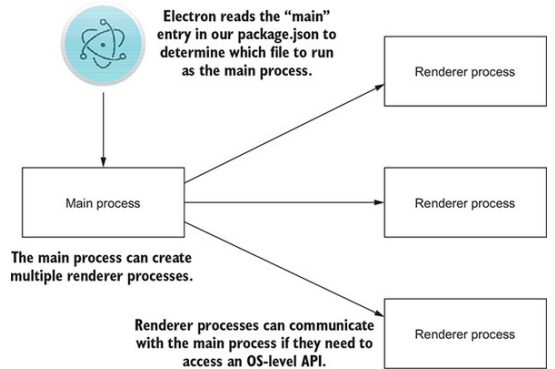 Electron reads the “main”
entry in our package.json to
determine which file to run
as the main process.
Renderer process
Main process
Renderer process
The main process can create
multiple renderer processes.
Renderer processes can communicate
with the main process if they need to
access an OS-level API.
Renderer process